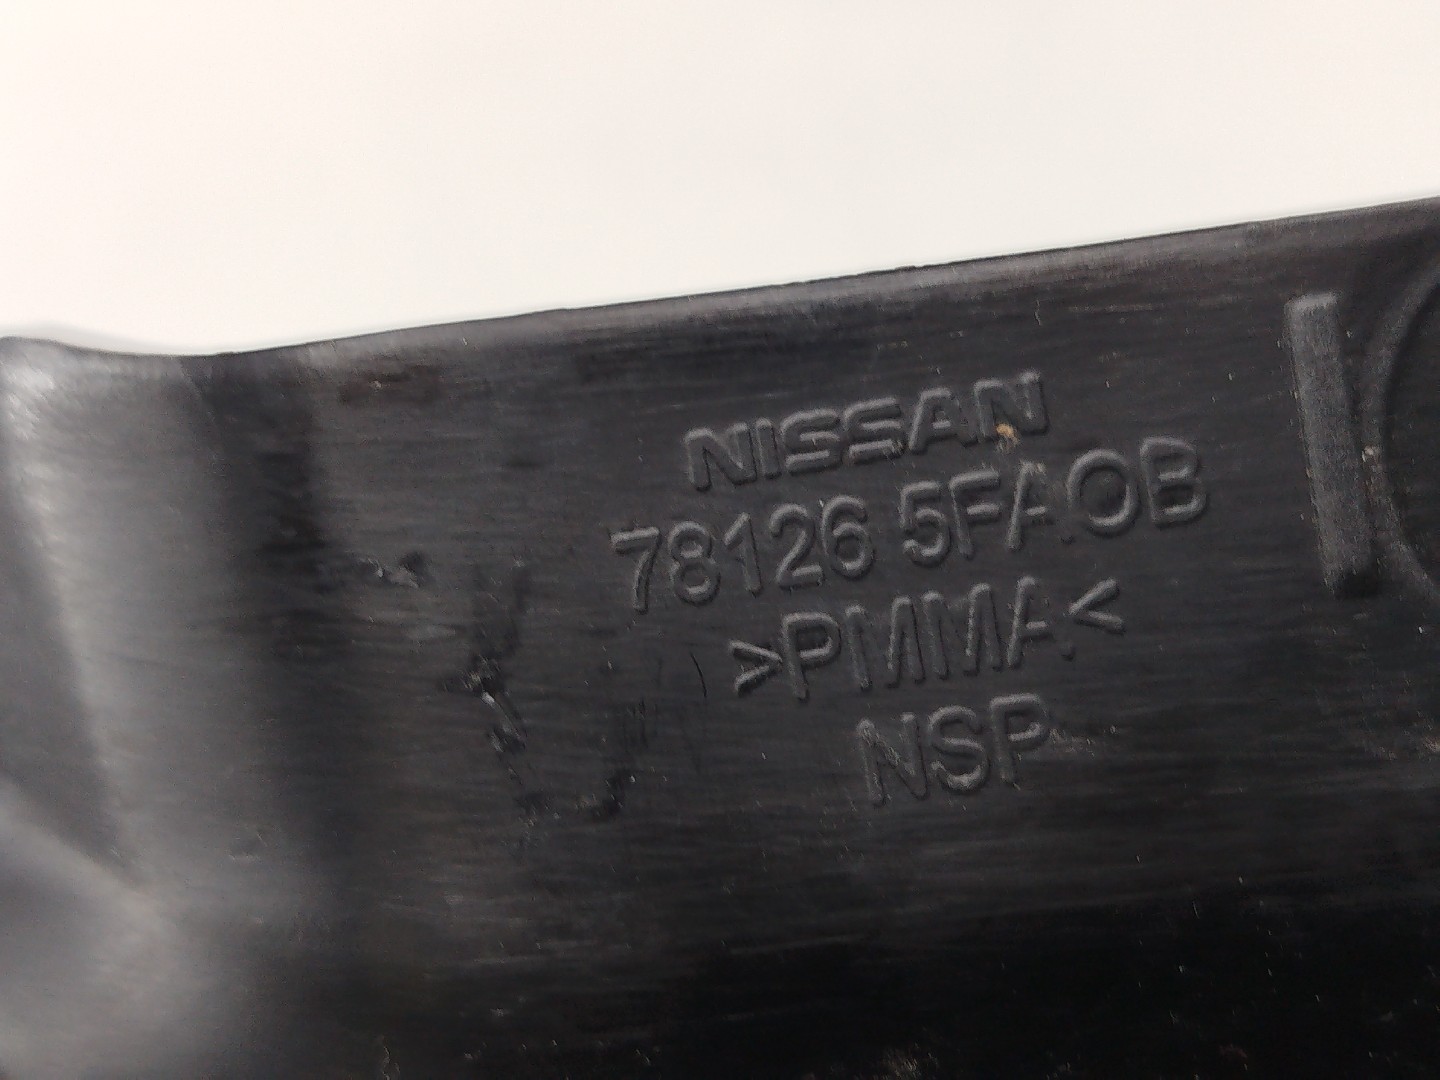 NISSAN
78126 5FA0B
>PMMA<
NSP